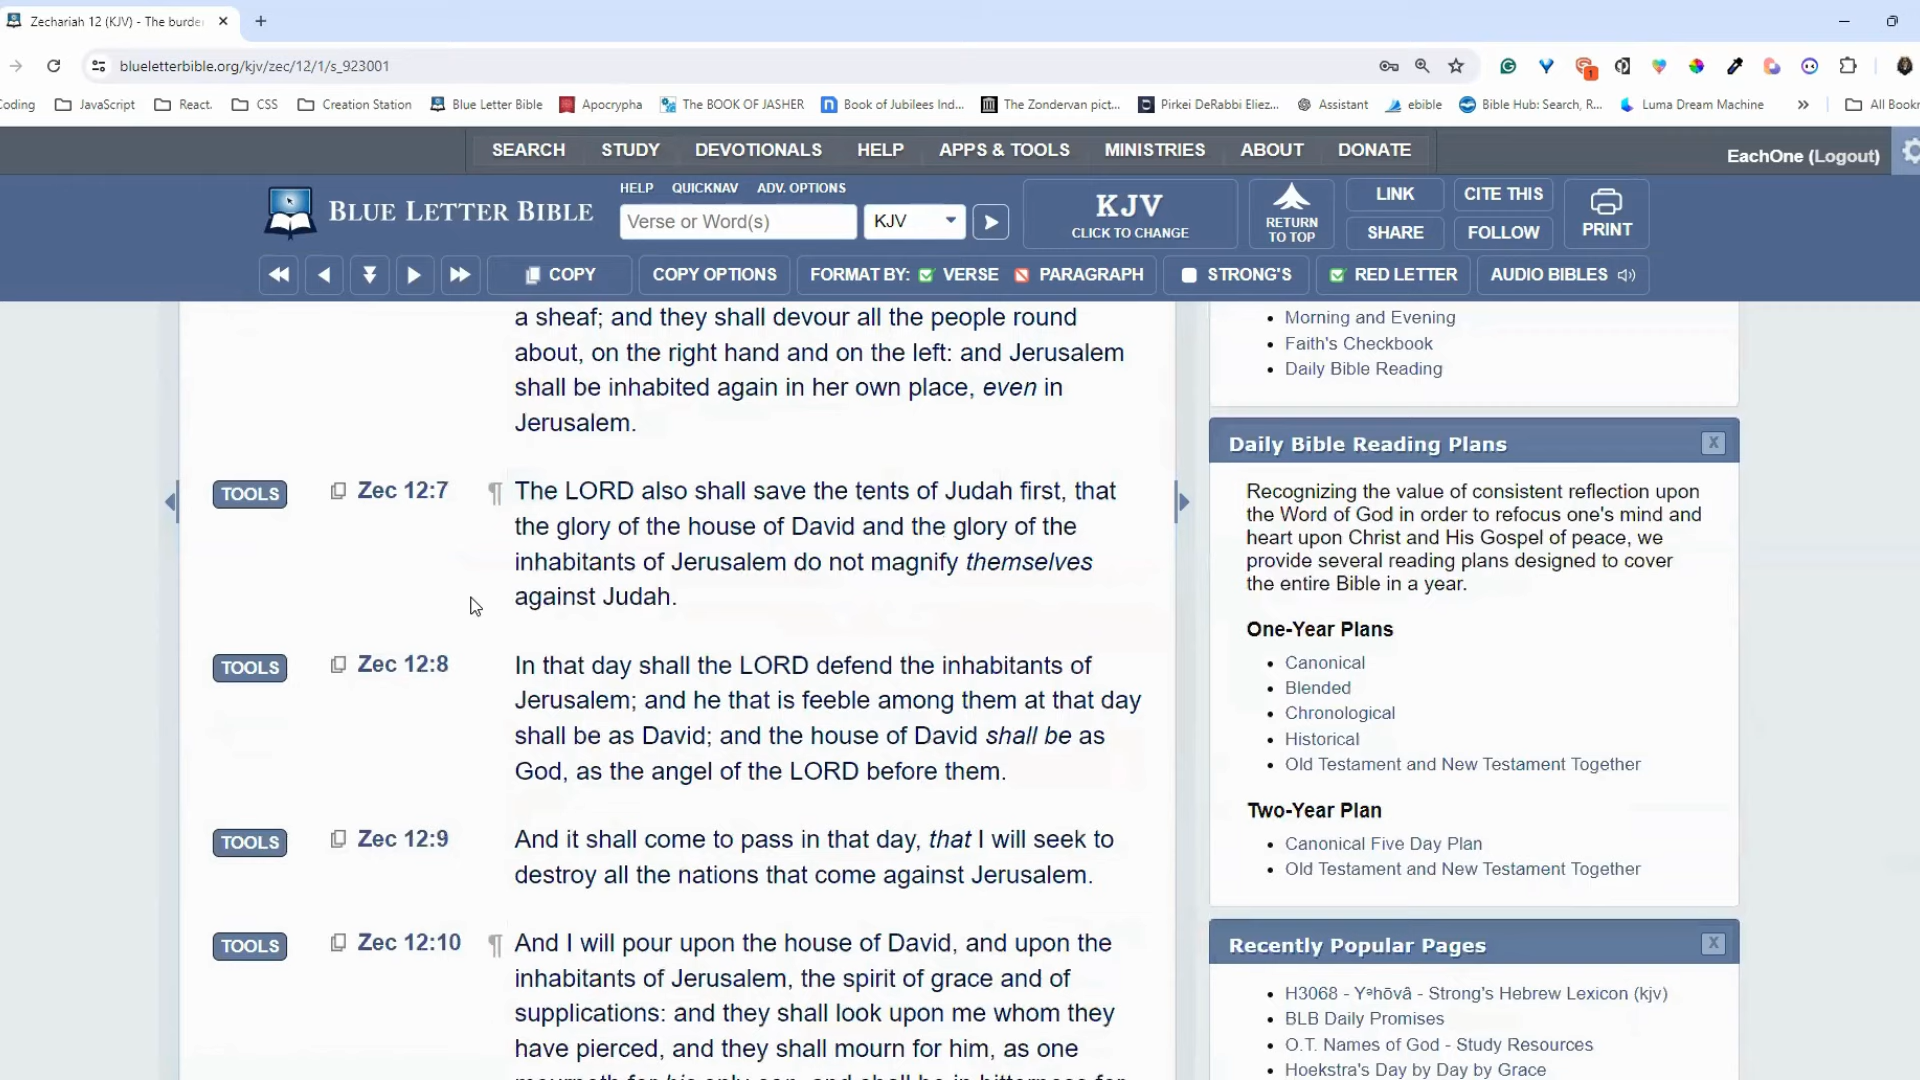 Zechariah 12 (KJV) - The burde
blueletterbible.org/kjv/zec/12/1/s_923001
1
oding
JavaScript
React.
CSS
Creation Station
Blue Letter Bible
Apocrypha
The BOOK OF JASHER
Book of Jubilees Ind...
The Zondervan pict...
Pirkei DeRabbi Eliez...
Assistant
ebible
Bible Hub: Search, R...
Luma Dream Machine
»
All Bookr
SEARCH
STUDY
DEVOTIONALS
HELP
APPS & TOOLS
MINISTRIES
ABOUT
DONATE
EachOne (Logout)
BLUE LETTER BIBLE
HELP
QUICKNAV
ADV. OPTIONS
Verse or Word(s)
KJV
KJV
CLICK TO CHANGE
RETURN
TO TOP
LINK
CITE THIS
SHARE
FOLLOW
PRINT
COPY
COPY OPTIONS
FORMAT BY:
VERSE
PARAGRAPH
STRONG'S
RED LETTER
AUDIO BIBLES
a sheaf; and they shall devour all the people round
about, on the right hand and on the left: and Jerusalem
shall be inhabited again in her own place, even in
Jerusalem.
TOOLS
Zec 12:7
¶ The LORD also shall save the tents of Judah first, that
the glory of the house of David and the glory of the
inhabitants of Jerusalem do not magnify themselves
against Judah.
TOOLS
Zec 12:8
In that day shall the LORD defend the inhabitants of
Jerusalem; and he that is feeble among them at that day
shall be as David; and the house of David shall be as
God, as the angel of the LORD before them.
TOOLS
Zec 12:9
And it shall come to pass in that day, that I will seek to
destroy all the nations that come against Jerusalem.
TOOLS
Zec 12:10
¶ And I will pour upon the house of David, and upon the
inhabitants of Jerusalem, the spirit of grace and of
supplications: and they shall look upon me whom they
have pierced, and they shall mourn for him, as one
mourneth for his only son, and shall be in bitterness for
Morning and Evening
Faith's Checkbook
Daily Bible Reading
Daily Bible Reading Plans
X
Recognizing the value of consistent reflection upon
the Word of God in order to refocus one's mind and
heart upon Christ and His Gospel of peace, we
provide several reading plans designed to cover
the entire Bible in a year.
One-Year Plans
Canonical
Blended
Chronological
Historical
Old Testament and New Testament Together
Two-Year Plan
Canonical Five Day Plan
Old Testament and New Testament Together
Recently Popular Pages
X
H3068 - Yᵊhōvâ - Strong's Hebrew Lexicon (kjv)
BLB Daily Promises
O.T. Names of God - Study Resources
Hoekstra's Day by Day by Grace